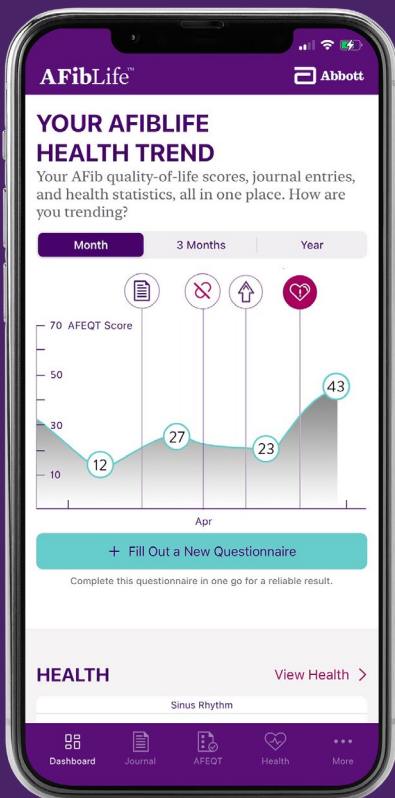 AFibLife™
Abbott
YOUR AFIBLIFE
HEALTH TREND
Your AFib quality-of-life scores, journal entries,
and health statistics, all in one place. How are
you trending?
Month 3 Months Year
70 AFEQT Score
50
43
30
27
23
12
10
Apr
+ Fill Out a New Questionnaire
Complete this questionnaire in one go for a reliable result.
HEALTH
View Health >
Sinus Rhythm
Dashboard Journal AFEQT Health More